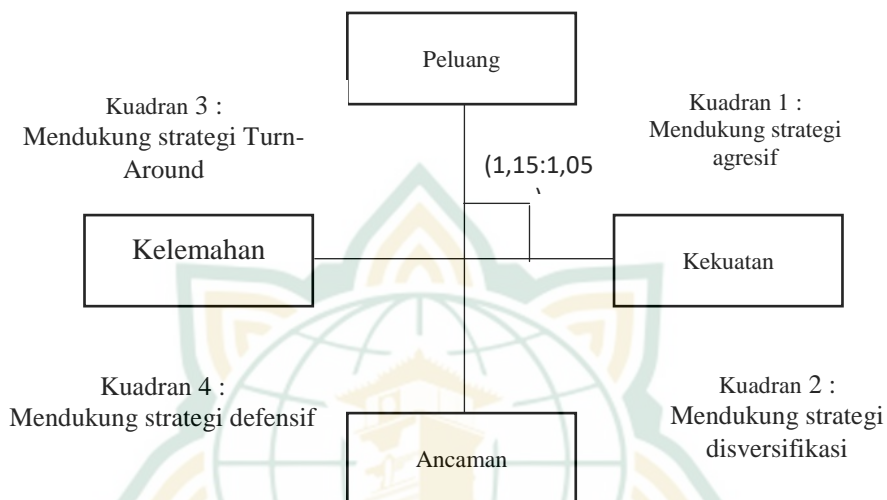 Peluang
Kuadran 3 :
Mendukung strategi Turn-
Around
Kuadran 1 :
Mendukung strategi
agresif
(1,15:1,05
)
Kelemahan
Kekuatan
Kuadran 4 :
Mendukung strategi defensif
Kuadran 2 :
Mendukung strategi
disversifikasi
Ancaman